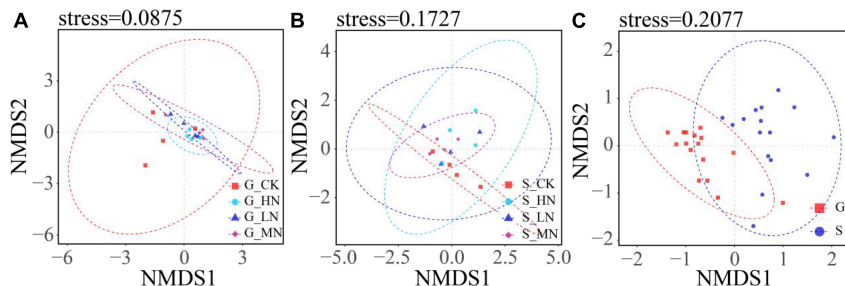 A
stress=0.0875
NMDS2
3
0
−3
−6
−6
−3
0
3
NMDS1
G_CK
G_HN
G_LN
G_MN
B
stress=0.1727
NMDS2
4
2
0
−2
−5.0
−2.5
0.0
2.5
5.0
NMDS1
S_CK
S_HN
S_LN
S_MN
C
stress=0.2077
NMDS2
2
1
0
−1
−2
−2
−1
0
1
2
NMDS1
G
S